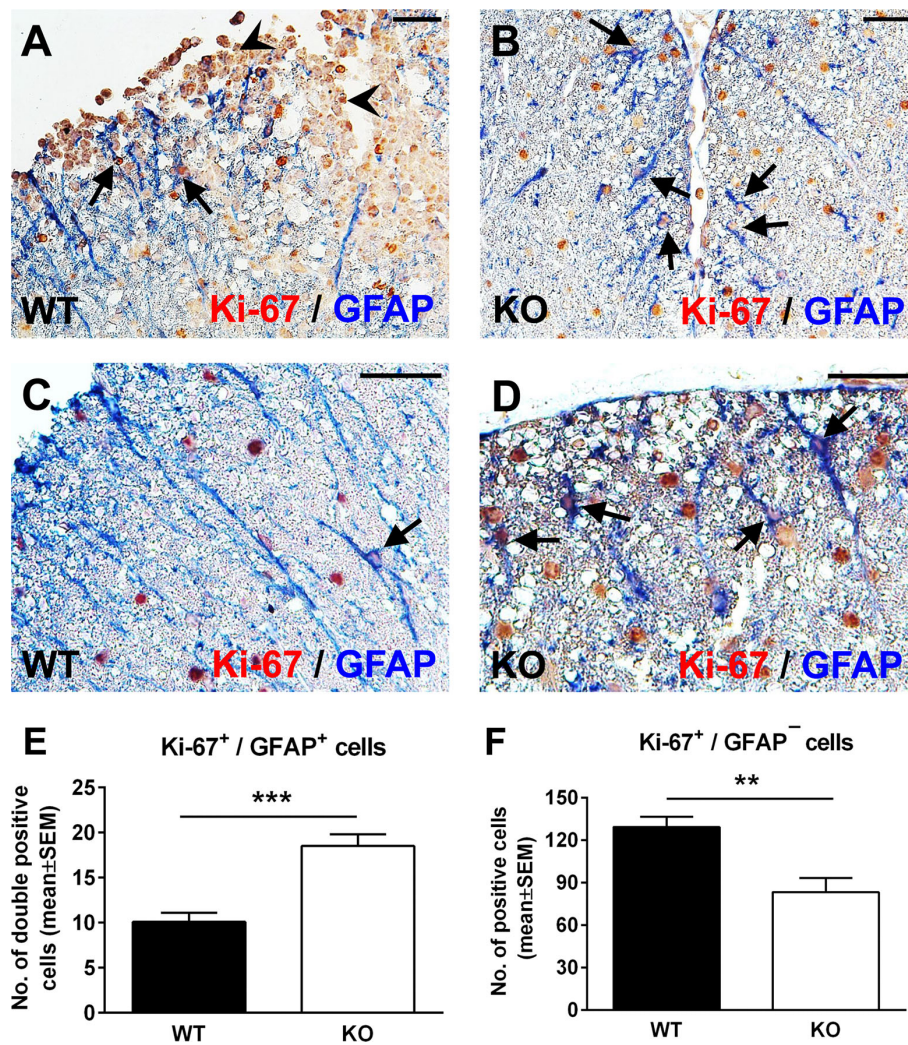 A
WT
Ki-67 / GFAP
B
KO
Ki-67 / GFAP
C
WT
Ki-67 / GFAP
D
KO
Ki-67 / GFAP
E
Ki-67⁺ / GFAP⁺ cells
No. of double positive
cells (mean±SEM)
25
20
15
10
5
0
***
WT
KO
F
Ki-67⁺ / GFAP⁻ cells
No. of positive cells
(mean±SEM)
150
120
90
60
30
0
**
WT
KO